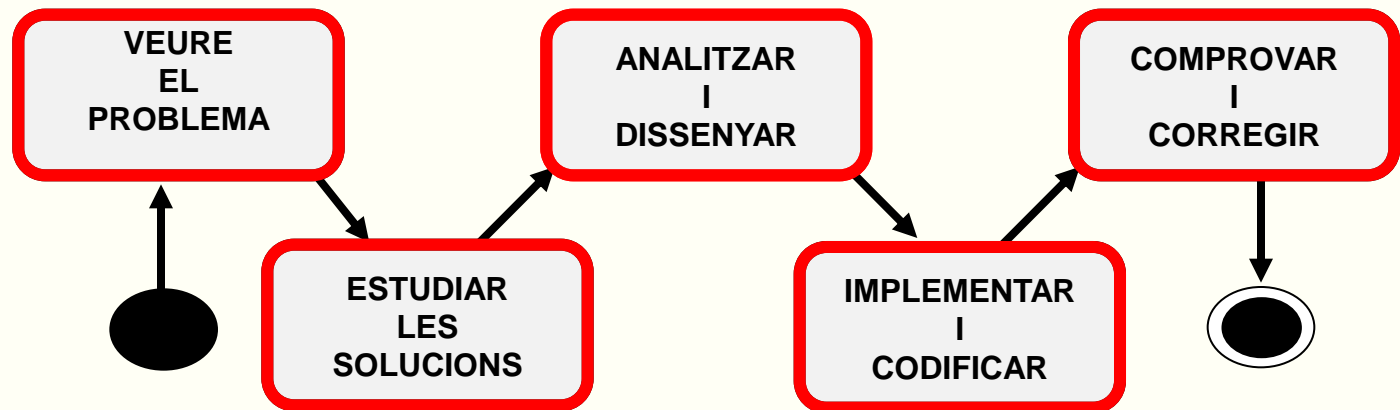 VEURE
EL
PROBLEMA
ESTUDIAR
LES
SOLUCIONS
ANALITZAR
I
DISSENYAR
IMPLEMENTAR
I
CODIFICAR
COMPROVAR
I
CORREGIR